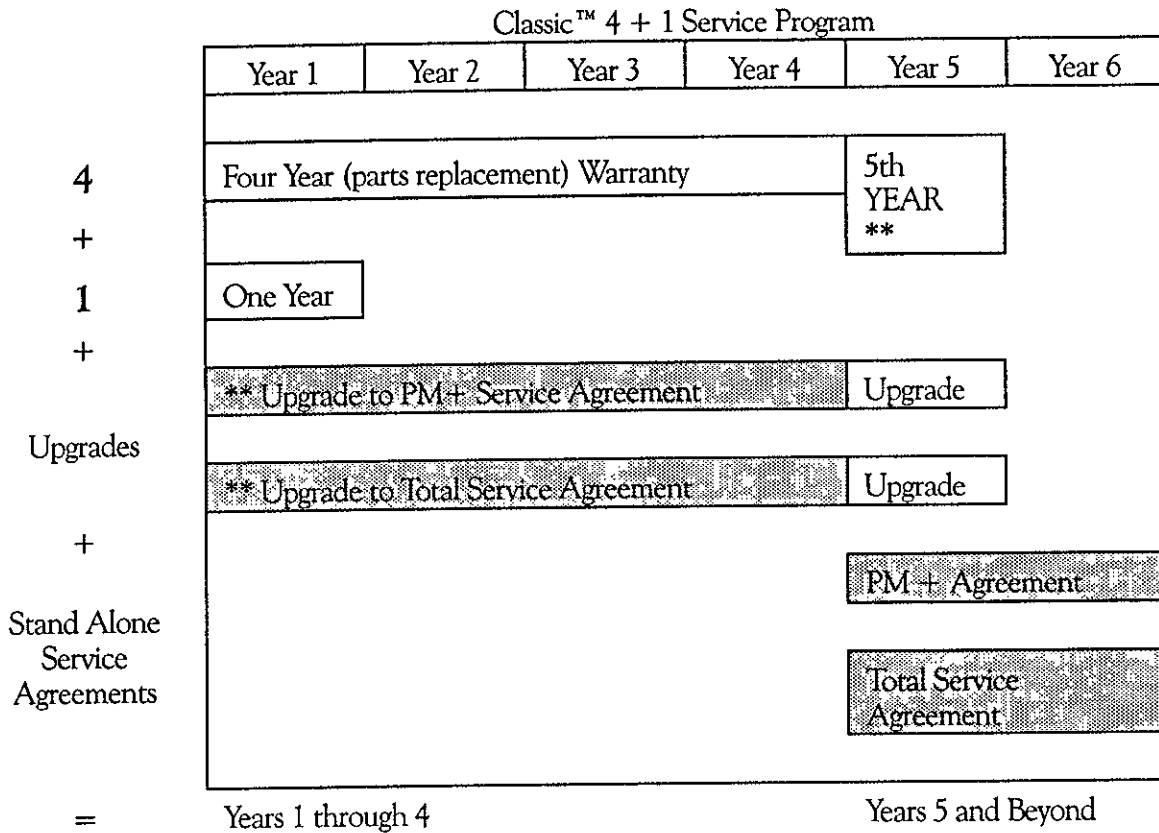 Classic™ 4 + 1 Service Program
Year 1 Year 2 Year 3 Year 4 Year 5 Year 6
4 Four Year (parts replacement) Warranty 5th
YEAR
+ **
1 One Year
+
** Upgrade to PM+ Service Agreement Upgrade
Upgrades
** Upgrade to Total Service Agreement Upgrade
+
PM + Agreement
Stand Alone
Service
Agreements
Total Service
Agreement
= Years 1 through 4 Years 5 and Beyond